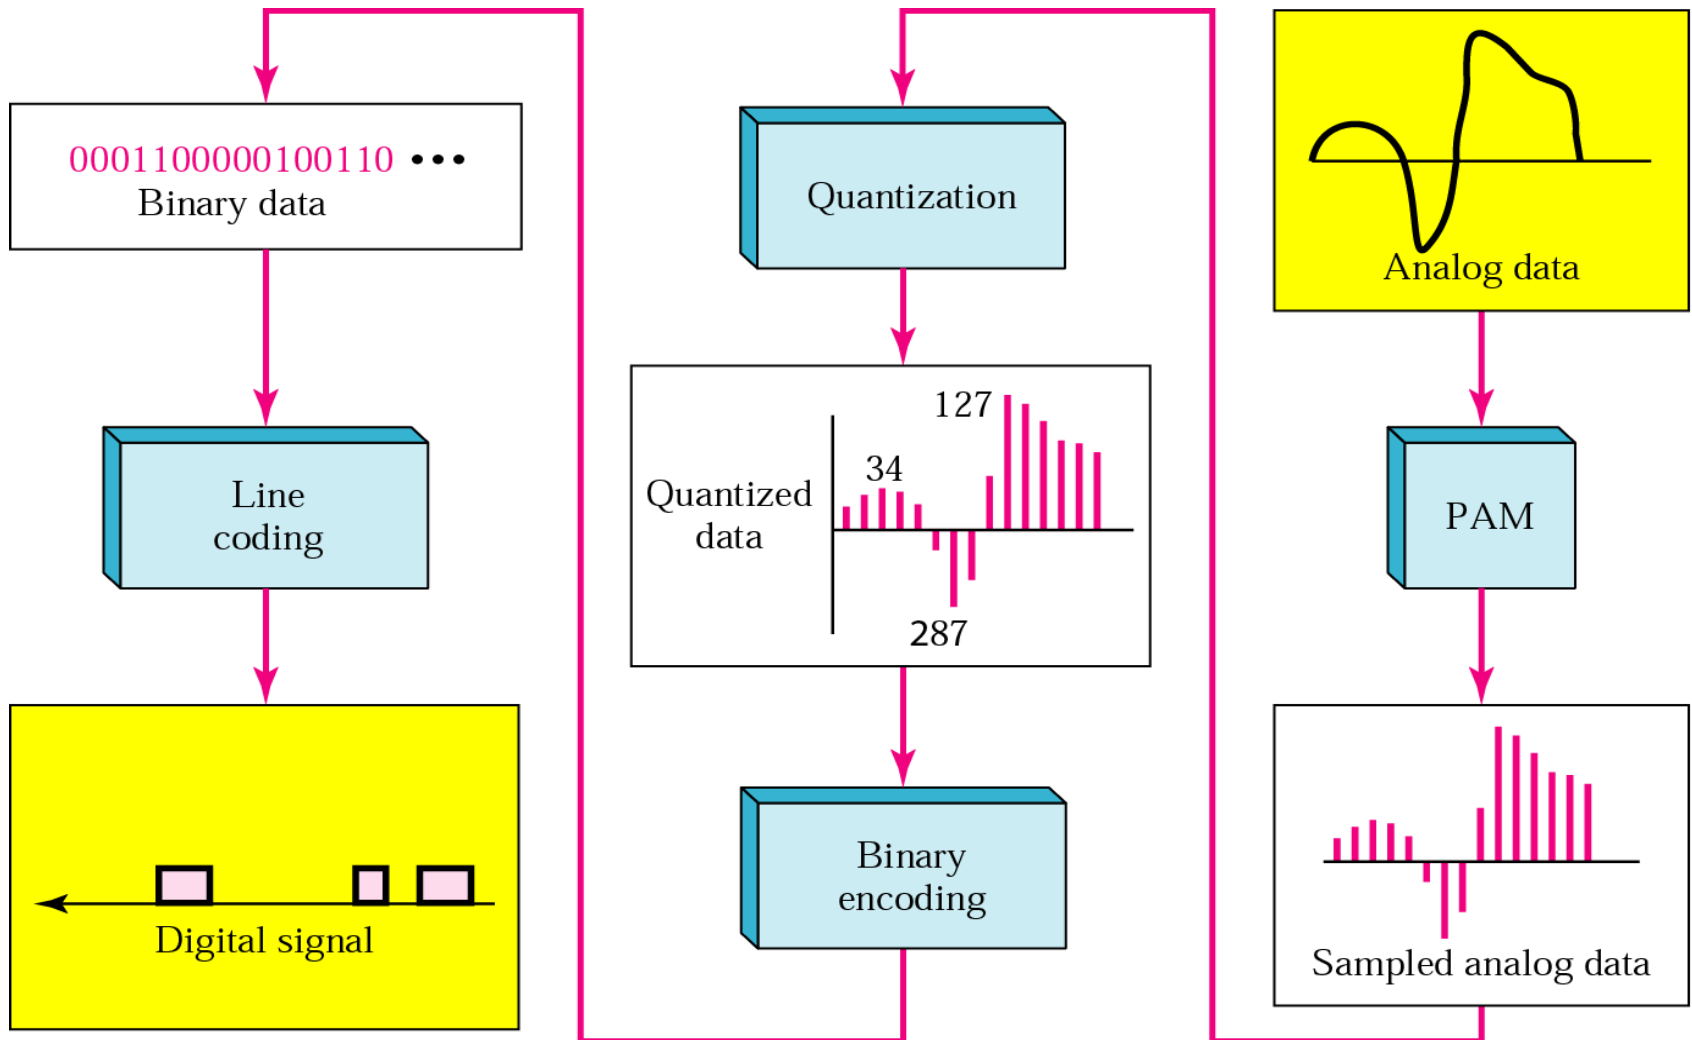 0001100000100110 •••
Binary data
Line
coding
Digital signal
Quantization
127
34
Quantized
data
287
Binary
encoding
Analog data
PAM
Sampled analog data